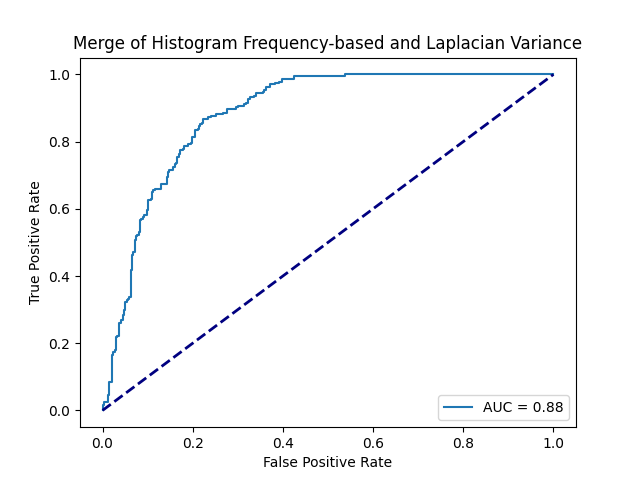 Merge of Histogram Frequency-based and Laplacian Variance
1.0
0.8
0.6
0.4
0.2
0.0
True Positive Rate
AUC = 0.88
0.0 0.2 0.4 0.6 0.8 1.0
False Positive Rate